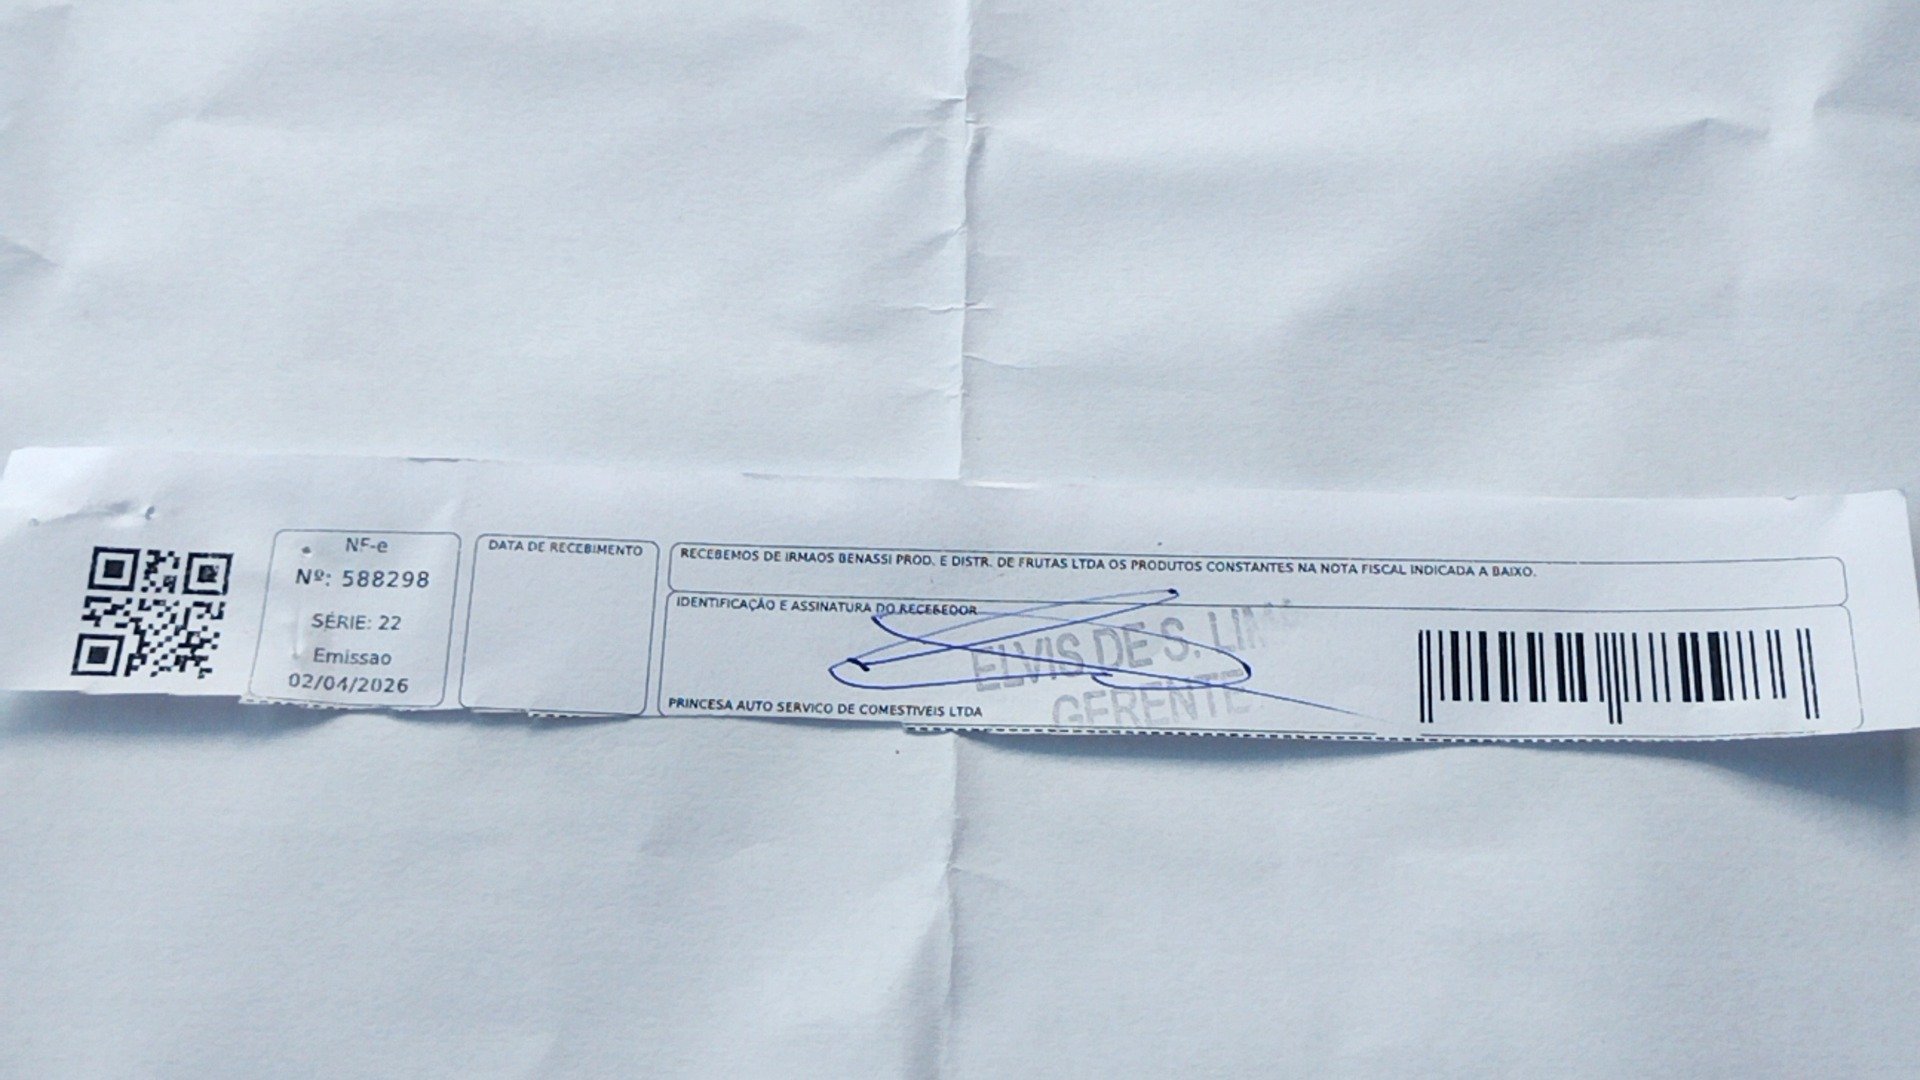 NF-e
Nº: 588298
SÉRIE: 22
Emissao
02/04/2026
DATA DE RECEBIMENTO
RECEBEMOS DE IRMAOS BENASSI PROD. E DISTR. DE FRUTAS LTDA OS PRODUTOS CONSTANTES NA NOTA FISCAL INDICADA A BAIXO.
IDENTIFICAÇÃO E ASSINATURA DO RECEBEDOR
ELVIS DE S. LIMA
GERENTE
PRINCESA AUTO SERVICO DE COMESTIVEIS LTDA